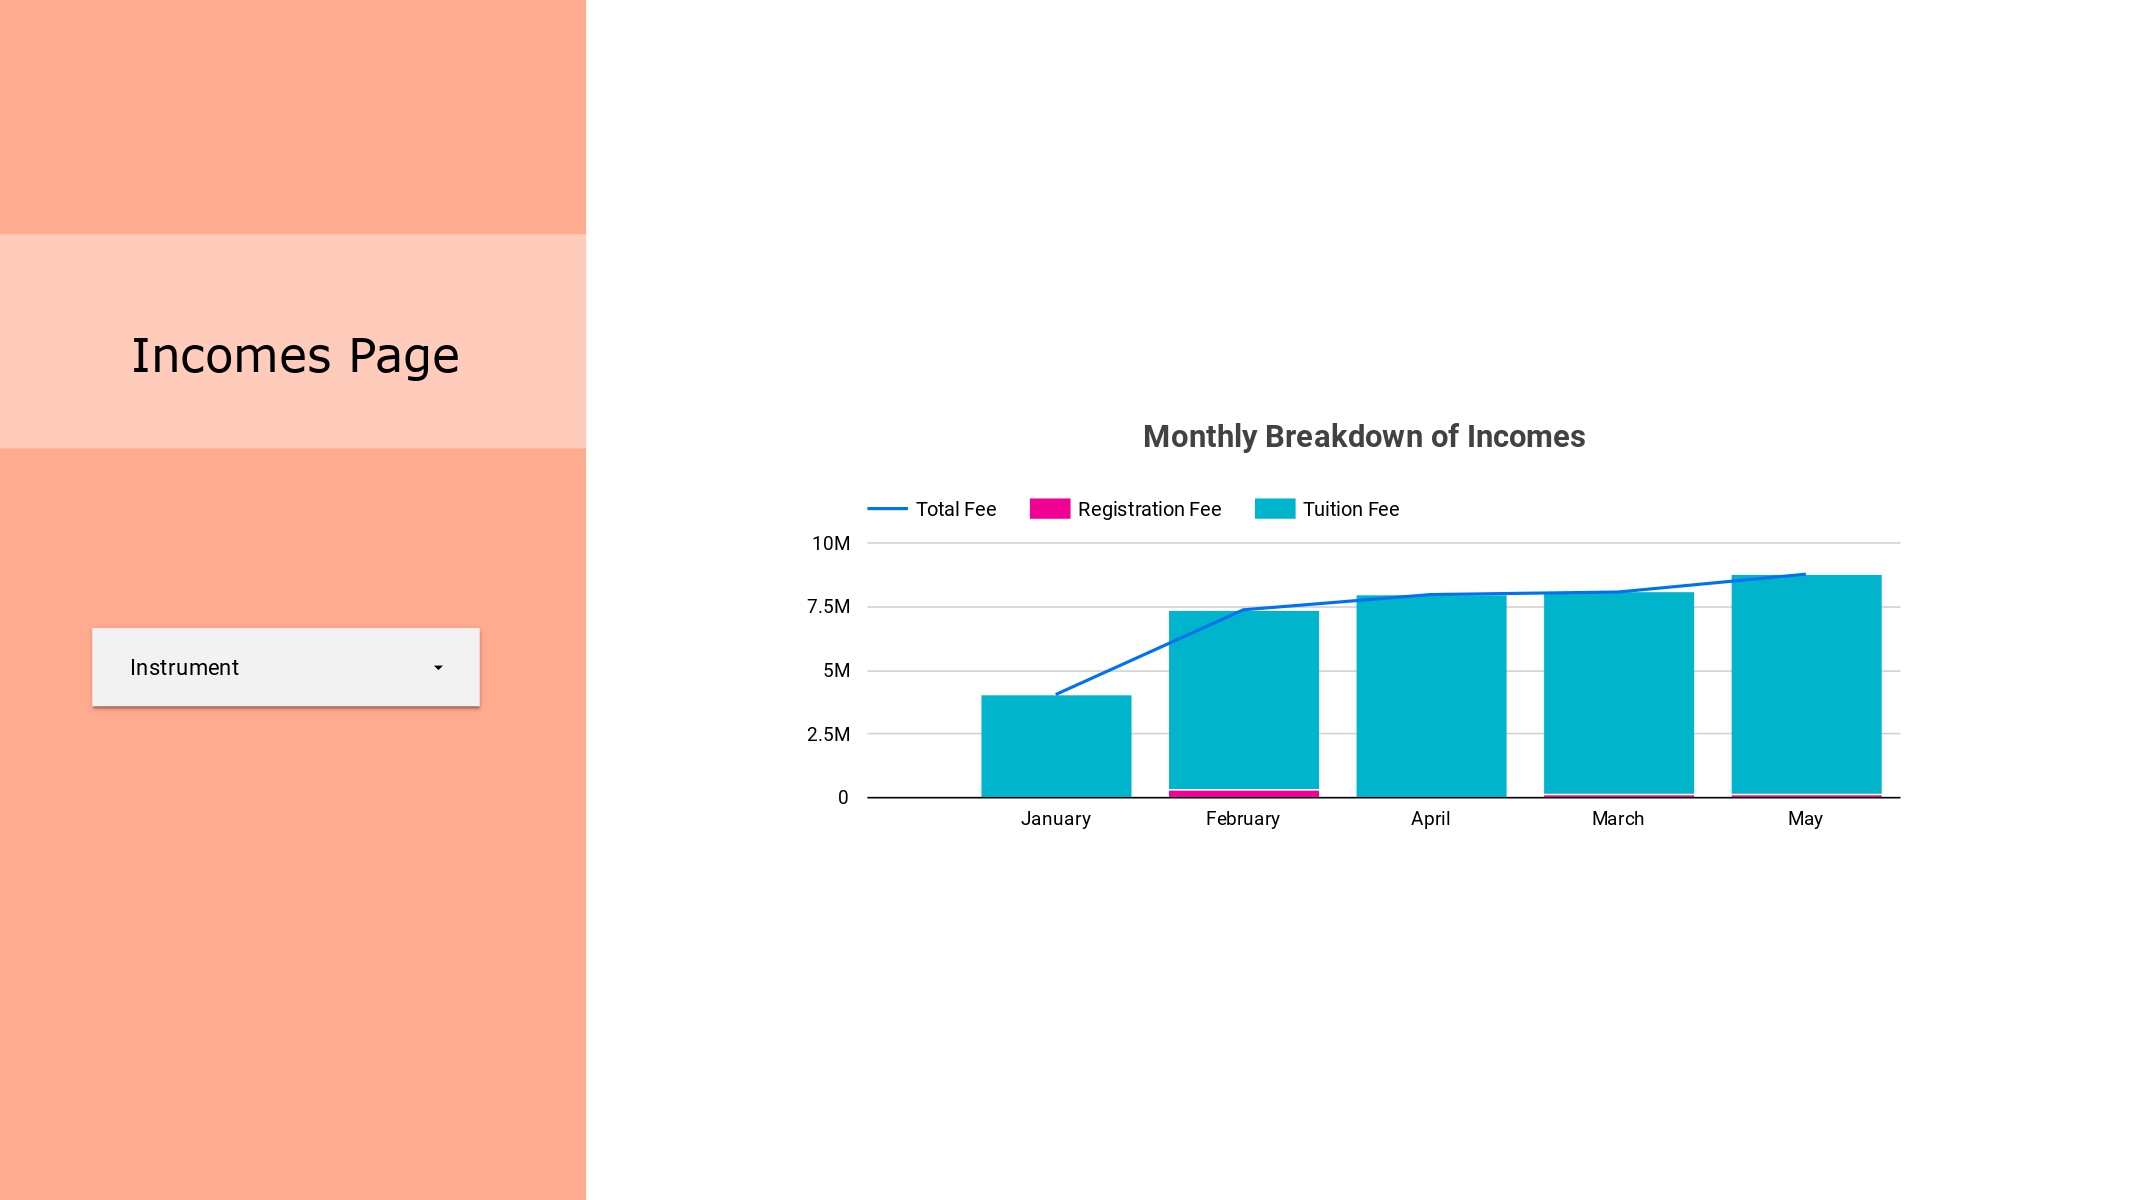 Incomes Page
Instrument
Monthly Breakdown of Incomes
Total Fee Registration Fee Tuition Fee
10M
7.5M
5M
2.5M
0
January February April March May